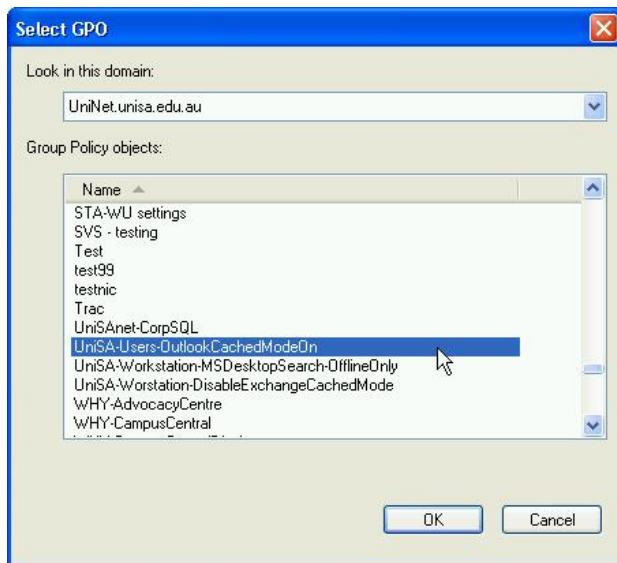 Select GPO
Look in this domain:
UniNet.unisa.edu.au
Group Policy objects:
Name
STA-WU settings
SVS - testing
Test
test99
testnic
Trac
UniSAnet-CorpSQL
UniSA-Users-OutlookCachedModeOn
UniSA-Workstation-MSDesktopSearch-OfflineOnly
UniSA-Worstation-DisableExchangeCachedMode
WHY-AdvocacyCentre
WHY-CampusCentral
OK Cancel